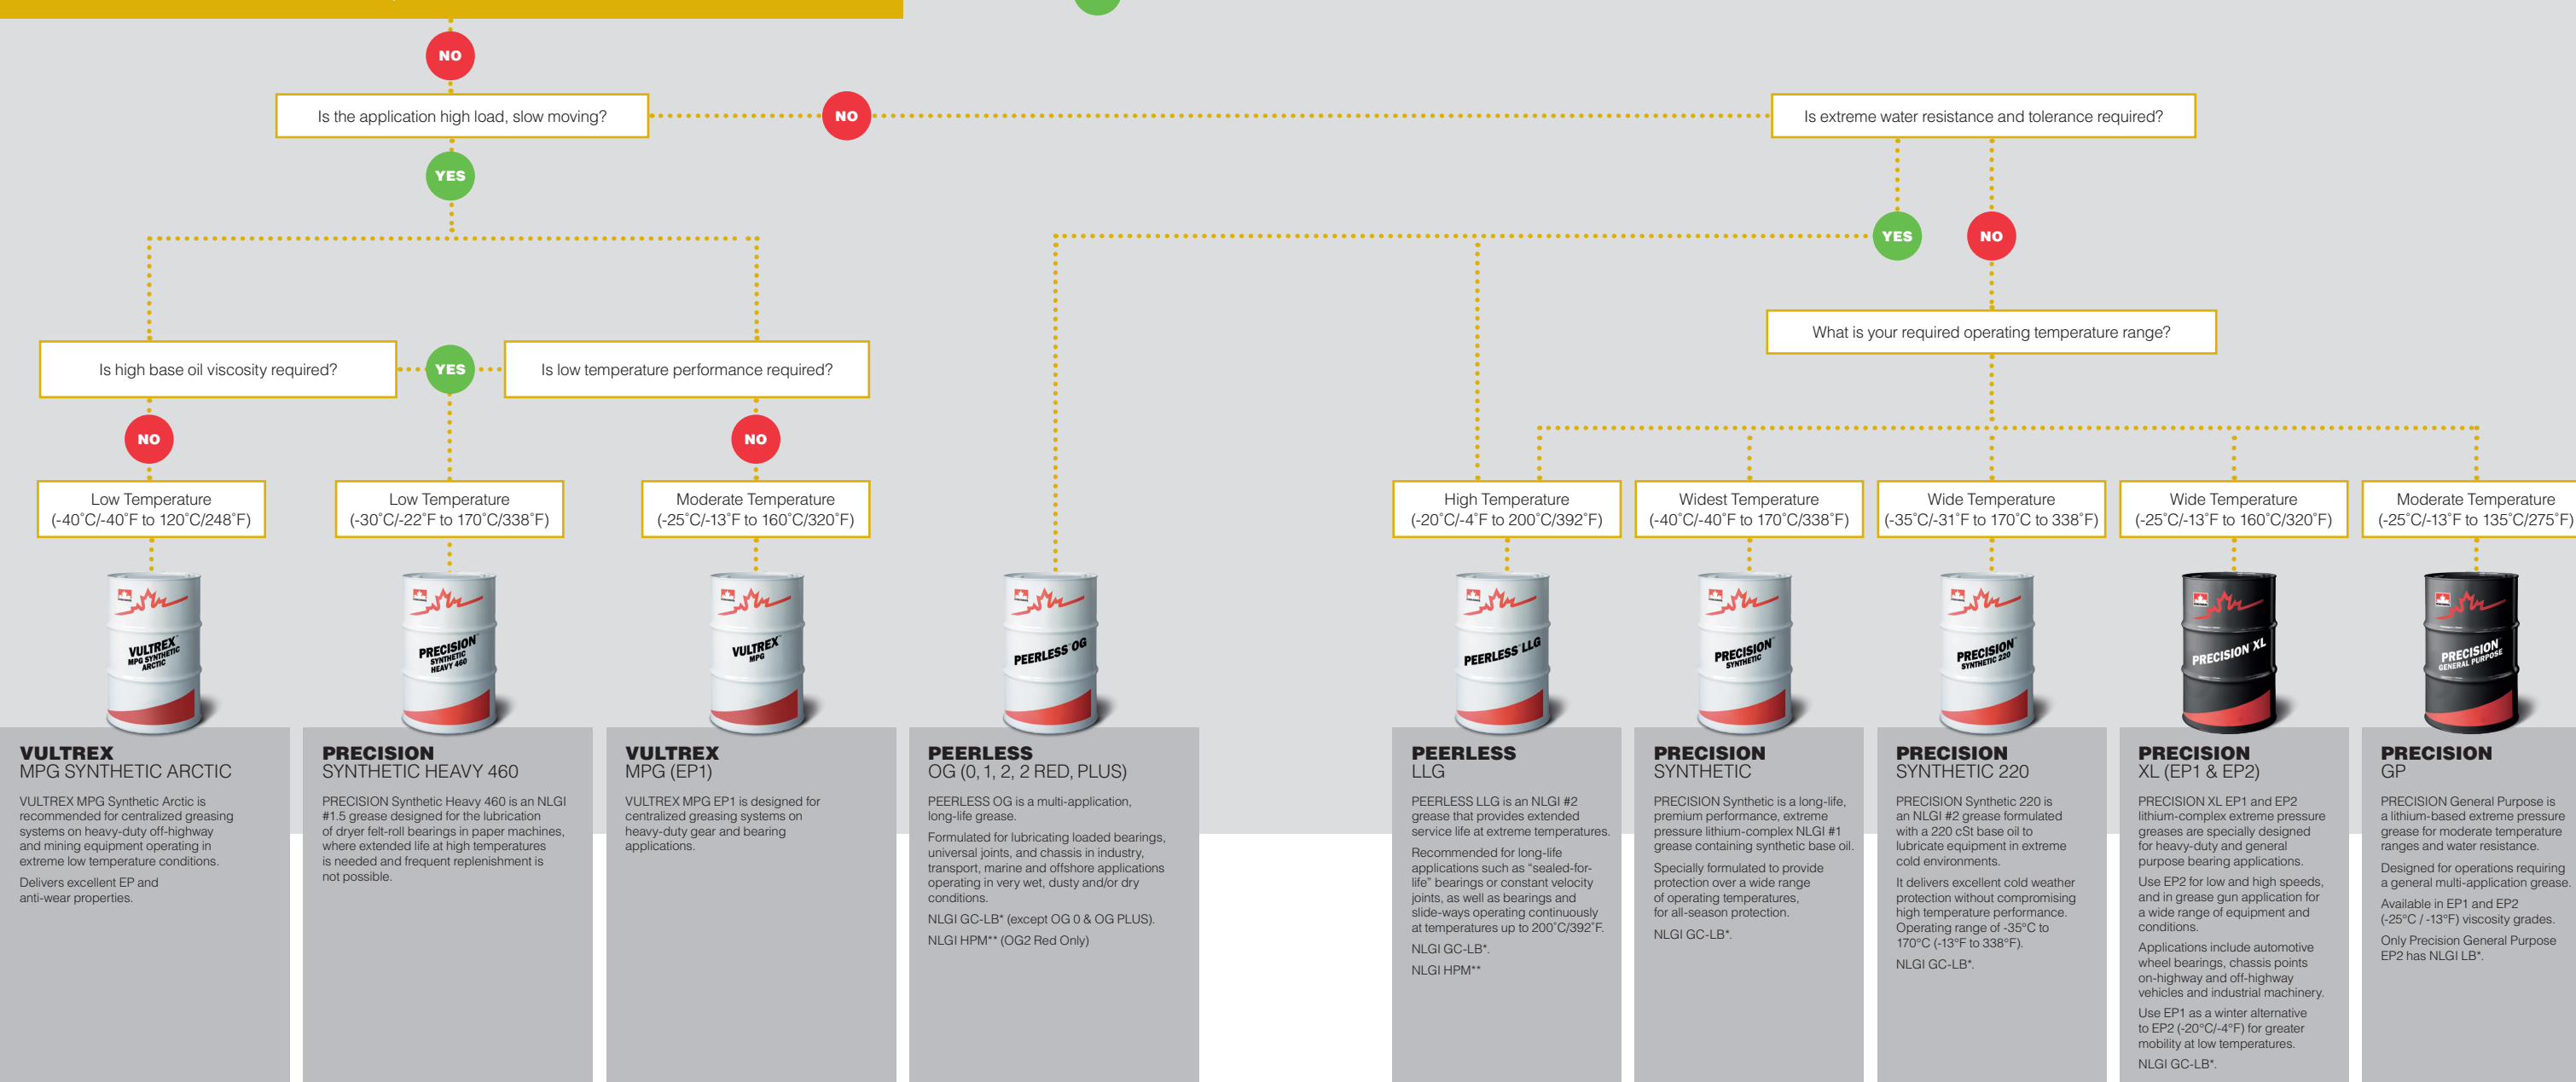 NO
Is the application high load, slow moving?
NO
Is extreme water resistance and tolerance required?
YES
YES
NO
What is your required operating temperature range?
Is high base oil viscosity required?
YES
Is low temperature performance required?
NO
NO
Low Temperature
(-40˚C/-40˚F to 120˚C/248˚F)
Low Temperature
(-30˚C/-22˚F to 170˚C/338˚F)
Moderate Temperature
(-25˚C/-13˚F to 160˚C/320˚F)
High Temperature
(-20˚C/-4˚F to 200˚C/392˚F)
Widest Temperature
(-40˚C/-40˚F to 170˚C/338˚F)
Wide Temperature
(-35˚C/-31˚F to 170˚C to 338˚F)
Wide Temperature
(-25˚C/-13˚F to 160˚C/320˚F)
Moderate Temperature
(-25˚C/-13˚F to 135˚C/275˚F)
VULTREX™
MPG SYNTHETIC
ARCTIC
PRECISION™
SYNTHETIC
HEAVY 460
VULTREX™
MPG
PEERLESS™ OG
PEERLESS™ LLG
PRECISION™
SYNTHETIC
PRECISION™
SYNTHETIC 220
PRECISION™ XL
PRECISION™
GENERAL PURPOSE
VULTREX
MPG SYNTHETIC ARCTIC
VULTREX MPG Synthetic Arctic is
recommended for centralized greasing
systems on heavy-duty off-highway
and mining equipment operating in
extreme low temperature conditions.
Delivers excellent EP and
anti-wear properties.
PRECISION
SYNTHETIC HEAVY 460
PRECISION Synthetic Heavy 460 is an NLGI
#1.5 grease designed for the lubrication
of dryer felt-roll bearings in paper machines,
where extended life at high temperatures
is needed and frequent replenishment is
not possible.
VULTREX
MPG (EP1)
VULTREX MPG EP1 is designed for
centralized greasing systems on
heavy-duty gear and bearing
applications.
PEERLESS
OG (0, 1, 2, 2 RED, PLUS)
PEERLESS OG is a multi-application,
long-life grease.
Formulated for lubricating loaded bearings,
universal joints, and chassis in industry,
transport, marine and offshore applications
operating in very wet, dusty and/or dry
conditions.
NLGI GC-LB* (except OG 0 & OG PLUS).
NLGI HPM** (OG2 Red Only)
PEERLESS
LLG
PEERLESS LLG is an NLGI #2
grease that provides extended
service life at extreme temperatures.
Recommended for long-life
applications such as “sealed-for-
life” bearings or constant velocity
joints, as well as bearings and
slide-ways operating continuously
at temperatures up to 200˚C/392˚F.
NLGI GC-LB*.
NLGI HPM**
PRECISION
SYNTHETIC
PRECISION Synthetic is a long-life,
premium performance, extreme
pressure lithium-complex NLGI #1
grease containing synthetic base oil.
Specially formulated to provide
protection over a wide range
of operating temperatures,
for all-season protection.
NLGI GC-LB*.
PRECISION
SYNTHETIC 220
PRECISION Synthetic 220 is
an NLGI #2 grease formulated
with a 220 cSt base oil to
lubricate equipment in extreme
cold environments.
It delivers excellent cold weather
protection without compromising
high temperature performance.
Operating range of -35°C to
170°C (-13°F to 338°F).
NLGI GC-LB*.
PRECISION
XL (EP1 & EP2)
PRECISION XL EP1 and EP2
lithium-complex extreme pressure
greases are specially designed
for heavy-duty and general
purpose bearing applications.
Use EP2 for low and high speeds,
and in grease gun application for
a wide range of equipment and
conditions.
Applications include automotive
wheel bearings, chassis points
on-highway and off-highway
vehicles and industrial machinery.
Use EP1 as a winter alternative
to EP2 (-20°C/-4°F) for greater
mobility at low temperatures.
NLGI GC-LB*.
PRECISION
GP
PRECISION General Purpose is
a lithium-based extreme pressure
grease for moderate temperature
ranges and water resistance.
Designed for operations requiring
a general multi-application grease.
Available in EP1 and EP2
(-25°C / -13°F) viscosity grades.
Only Precision General Purpose
EP2 has NLGI LB*.